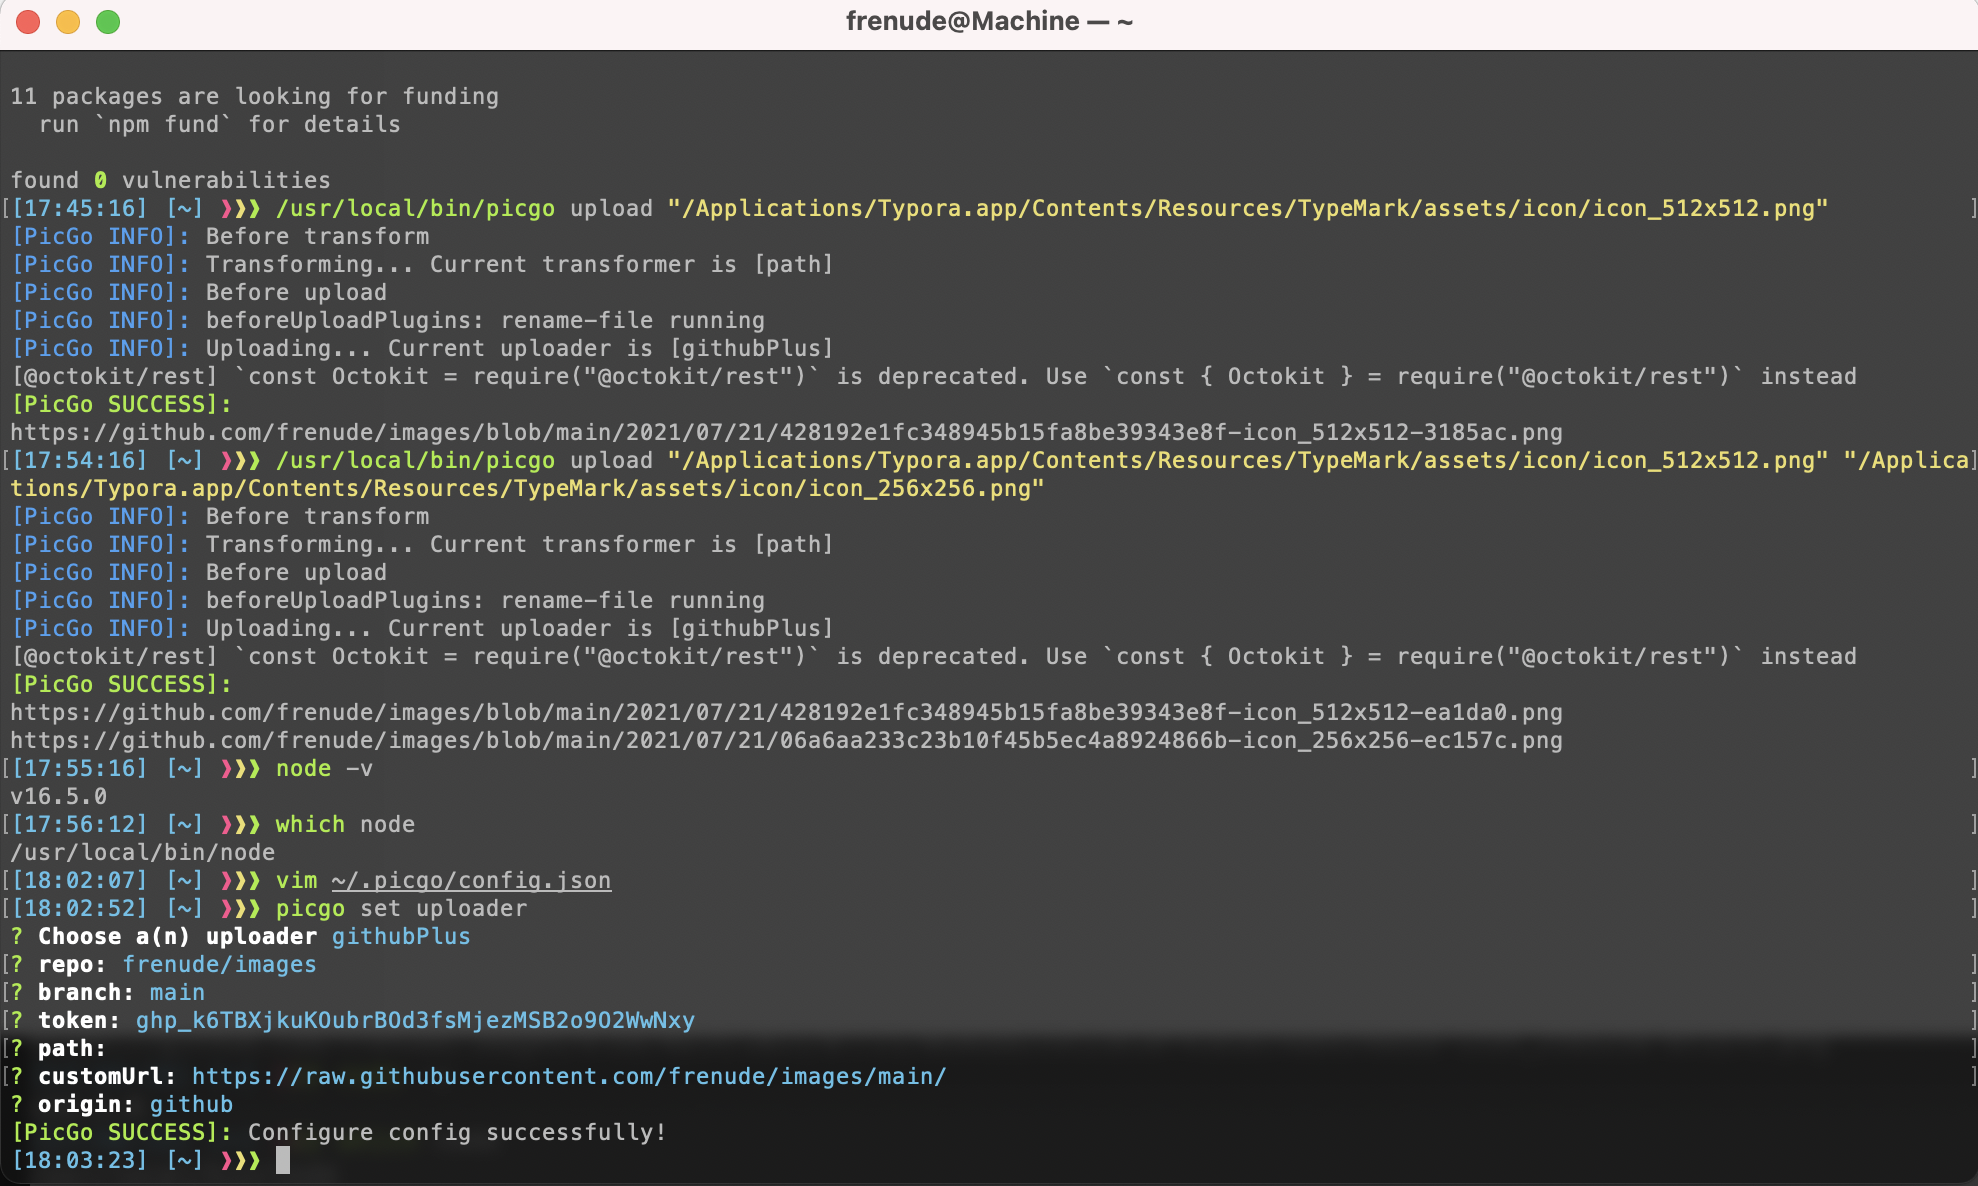 frenude@Machine — ~
11 packages are looking for funding
  run `npm fund` for details
found 0 vulnerabilities
[[17:45:16] [~] ❯❯❯ /usr/local/bin/picgo upload "/Applications/Typora.app/Contents/Resources/TypeMark/assets/icon/icon_512x512.png" ]
[PicGo INFO]: Before transform
[PicGo INFO]: Transforming... Current transformer is [path]
[PicGo INFO]: Before upload
[PicGo INFO]: beforeUploadPlugins: rename-file running
[PicGo INFO]: Uploading... Current uploader is [githubPlus]
[@octokit/rest] `const Octokit = require("@octokit/rest")` is deprecated. Use `const { Octokit } = require("@octokit/rest")` instead
[PicGo SUCCESS]:
https://github.com/frenude/images/blob/main/2021/07/21/428192e1fc348945b15fa8be39343e8f-icon_512x512-3185ac.png
[[17:54:16] [~] ❯❯❯ /usr/local/bin/picgo upload "/Applications/Typora.app/Contents/Resources/TypeMark/assets/icon/icon_512x512.png" "/Applica]
tions/Typora.app/Contents/Resources/TypeMark/assets/icon/icon_256x256.png"
[PicGo INFO]: Before transform
[PicGo INFO]: Transforming... Current transformer is [path]
[PicGo INFO]: Before upload
[PicGo INFO]: beforeUploadPlugins: rename-file running
[PicGo INFO]: Uploading... Current uploader is [githubPlus]
[@octokit/rest] `const Octokit = require("@octokit/rest")` is deprecated. Use `const { Octokit } = require("@octokit/rest")` instead
[PicGo SUCCESS]:
https://github.com/frenude/images/blob/main/2021/07/21/428192e1fc348945b15fa8be39343e8f-icon_512x512-ea1da0.png
https://github.com/frenude/images/blob/main/2021/07/21/06a6aa233c23b10f45b5ec4a8924866b-icon_256x256-ec157c.png
[[17:55:16] [~] ❯❯❯ node -v ]
v16.5.0
[[17:56:12] [~] ❯❯❯ which node ]
/usr/local/bin/node
[[18:02:07] [~] ❯❯❯ vim ~/.picgo/config.json ]
[[18:02:52] [~] ❯❯❯ picgo set uploader ]
? Choose a(n) uploader githubPlus
[? repo: frenude/images ]
[? branch: main ]
[? token: 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 ]
[? path: ]
[? customUrl: https://raw.githubusercontent.com/frenude/images/main/ ]
? origin: github
[PicGo SUCCESS]: Configure config successfully!
[18:03:23] [~] ❯❯❯